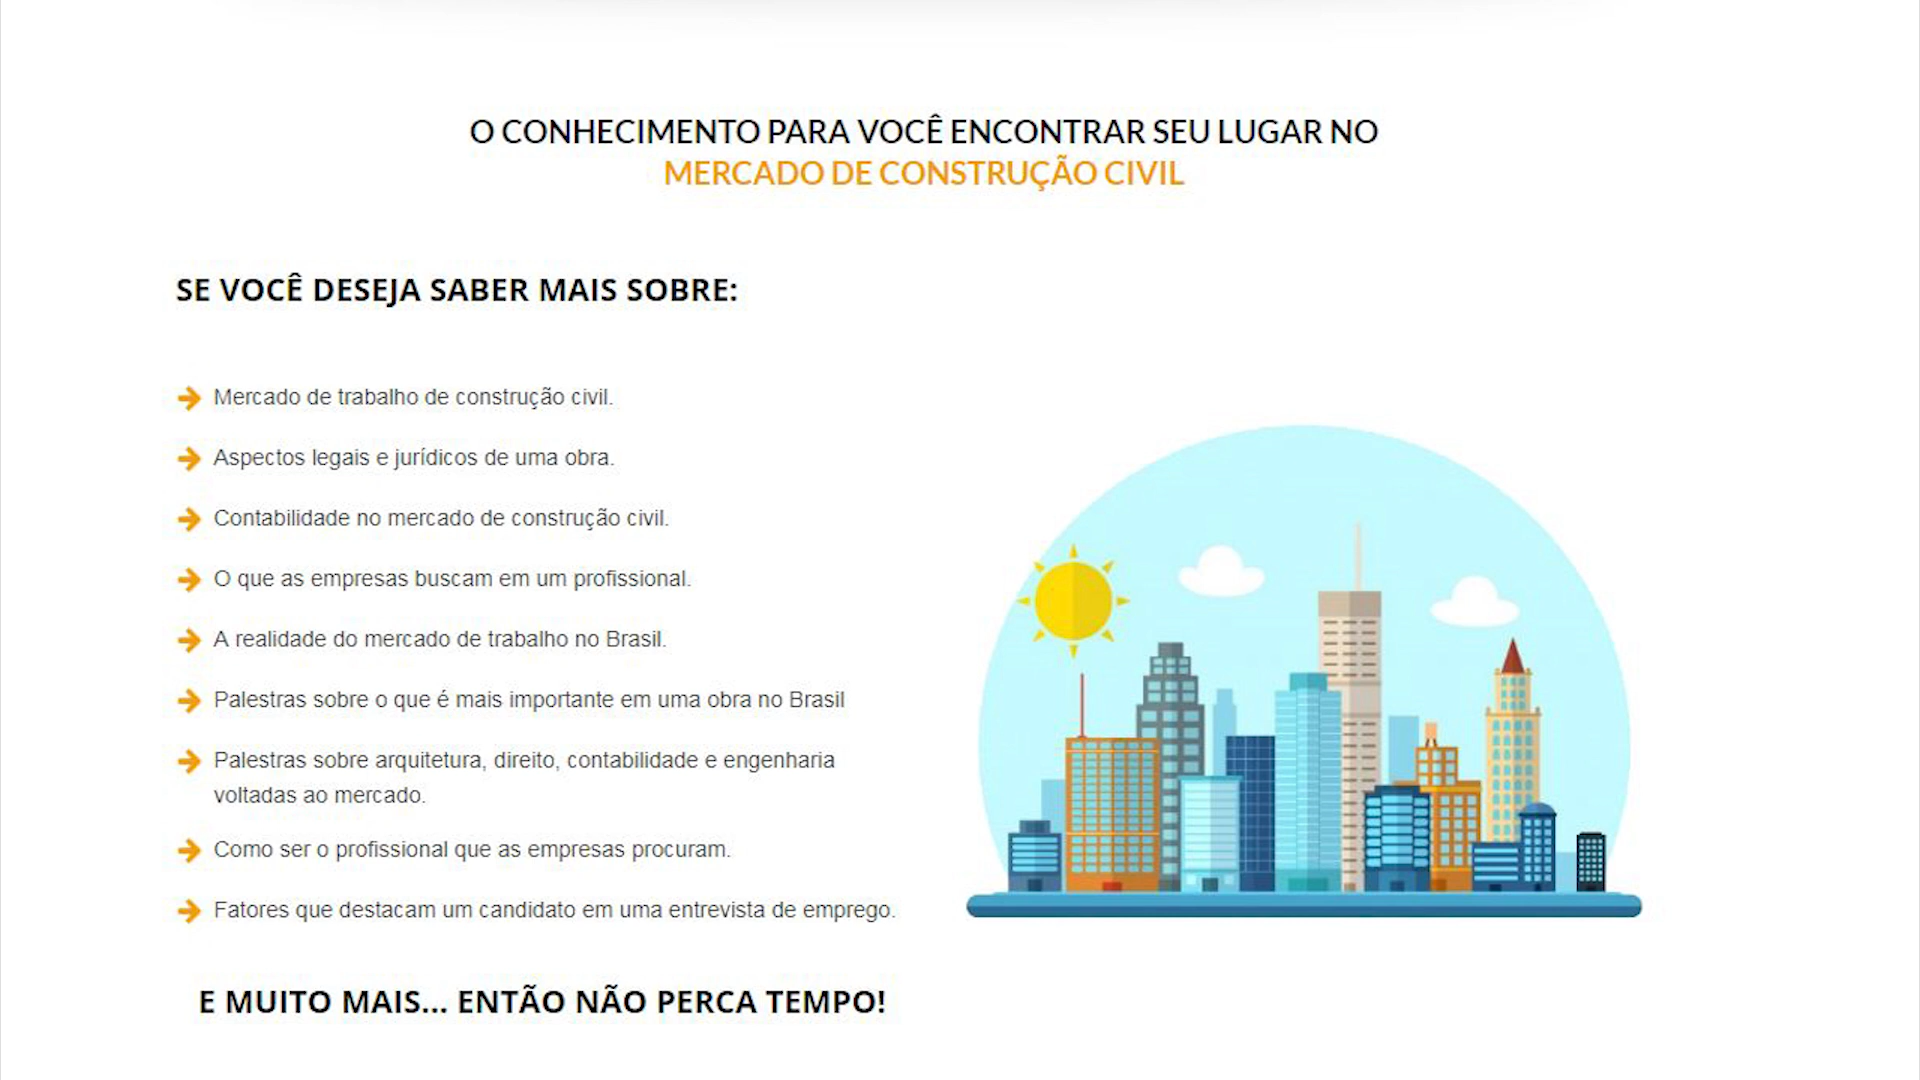 O CONHECIMENTO PARA VOCÊ ENCONTRAR SEU LUGAR NO
MERCADO DE CONSTRUÇÃO CIVIL
SE VOCÊ DESEJA SABER MAIS SOBRE:
Mercado de trabalho de construção civil.
Aspectos legais e jurídicos de uma obra.
Contabilidade no mercado de construção civil.
O que as empresas buscam em um profissional.
A realidade do mercado de trabalho no Brasil.
Palestras sobre o que é mais importante em uma obra no Brasil
Palestras sobre arquitetura, direito, contabilidade e engenharia
voltadas ao mercado.
Como ser o profissional que as empresas procuram.
Fatores que destacam um candidato em uma entrevista de emprego.
E MUITO MAIS... ENTÃO NÃO PERCA TEMPO!